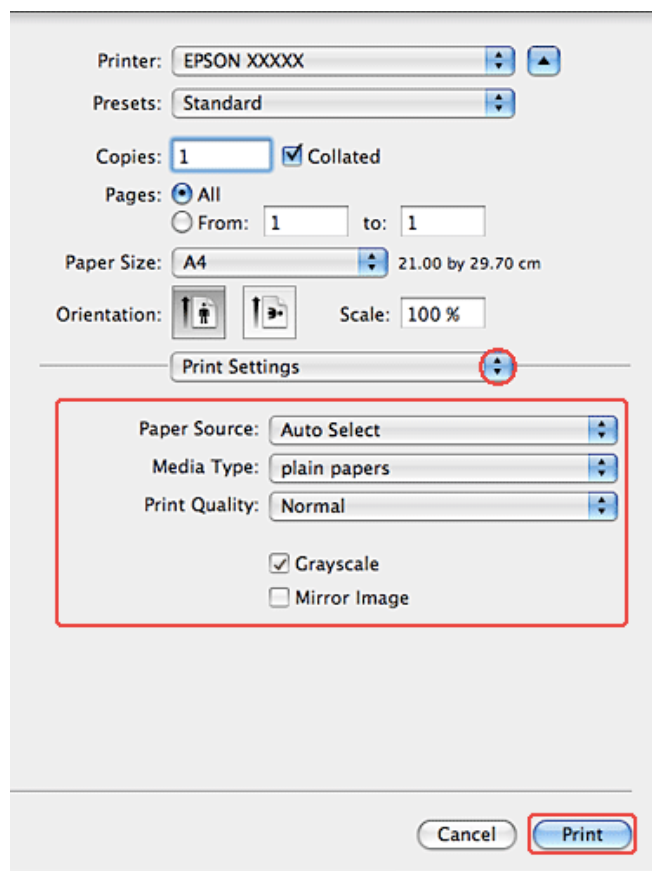 Printer: EPSON XXXXX
Presets: Standard
Copies: 1 Collated
Pages: All
From: 1 to: 1
Paper Size: A4 21.00 by 29.70 cm
Orientation: Scale: 100 %
Print Settings
Paper Source: Auto Select
Media Type: plain papers
Print Quality: Normal
Grayscale
Mirror Image
Cancel Print